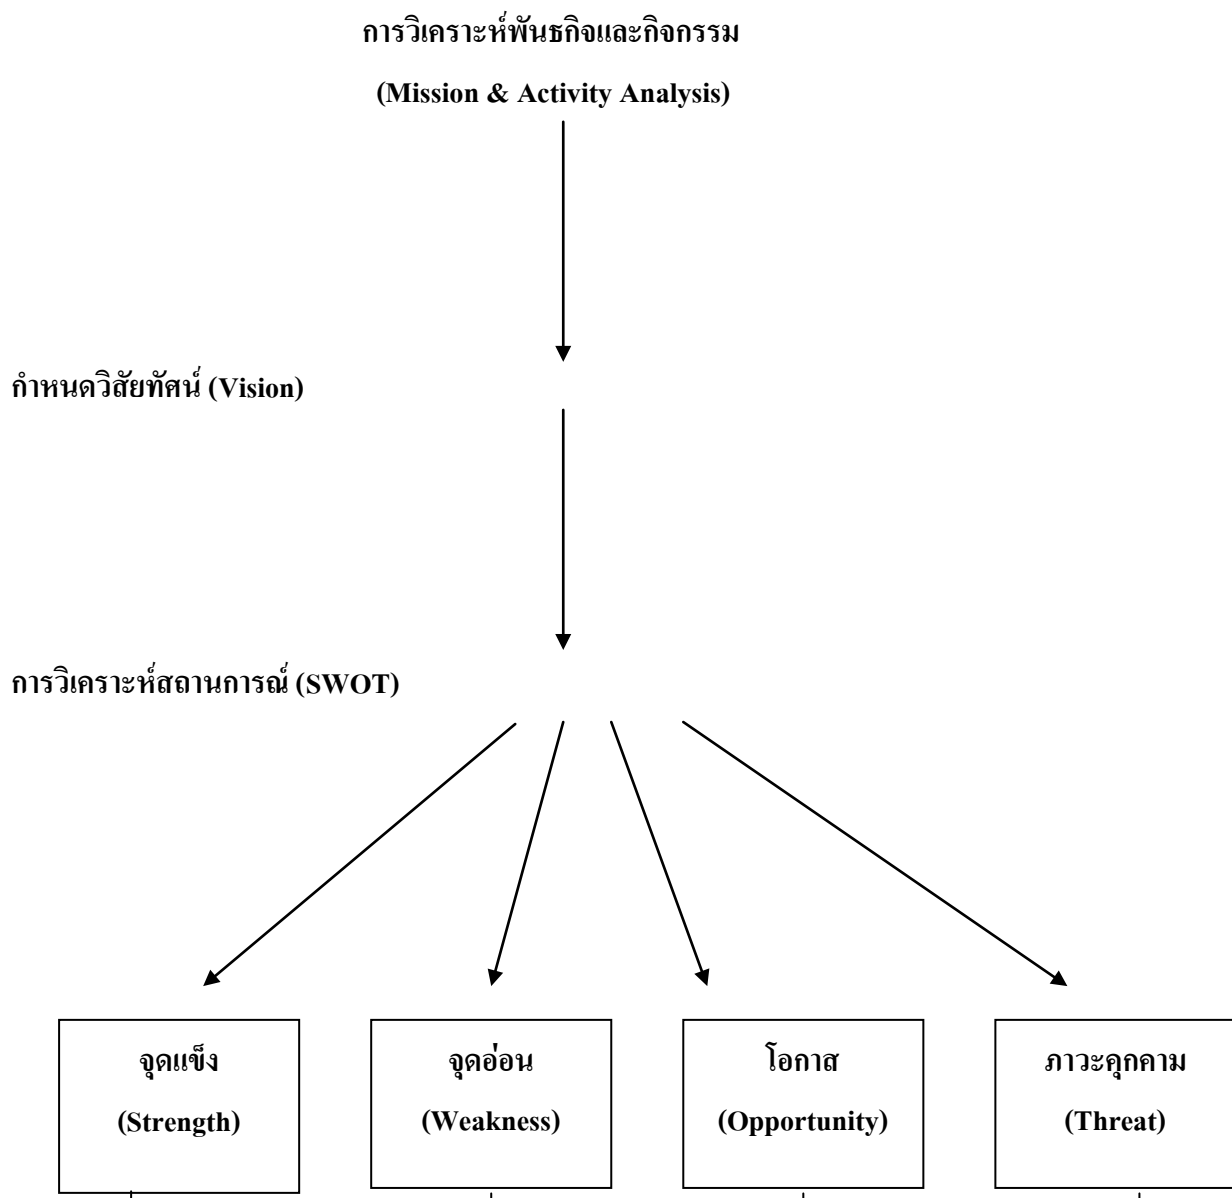 การวิเคราะห์พันธกิจและกิจกรรม
(Mission & Activity Analysis)
กำหนดวิสัยทัศน์ (Vision)
การวิเคราะห์สถานการณ์ (SWOT)
จุดแข็ง
(Strength)
จุดอ่อน
(Weakness)
โอกาส
(Opportunity)
ภาวะคุกคาม
(Threat)